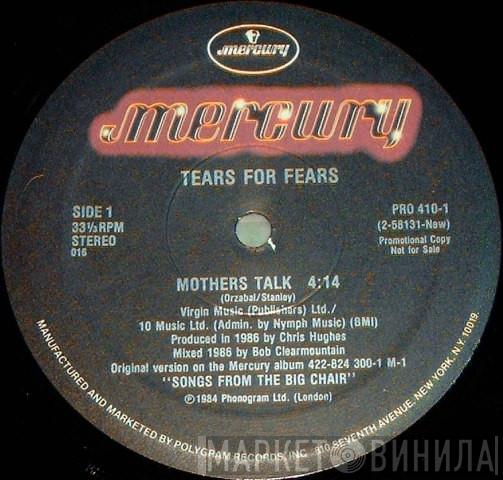 mercury
mercury
TEARS FOR FEARS
SIDE 1
33⅓ RPM
STEREO
016
PRO 410-1
(2-58131-New)
Promotional Copy
Not for Sale
MOTHERS TALK 4:14
(Orzabal/Stanley)
Virgin Music (Publishers) Ltd./
10 Music Ltd. (Admin. by Nymph Music) (BMI)
Produced in 1986 by Chris Hughes
Mixed 1986 by Bob Clearmountain
Original version on the Mercury album 422-824 300-1 M-1
"SONGS FROM THE BIG CHAIR"
℗ 1984 Phonogram Ltd. (London)
MANUFACTURED AND MARKETED BY POLYGRAM RECORDS, INC. 810 SEVENTH AVENUE, NEW YORK, N.Y. 10019.
МАРКЕТ ВИНИЛА